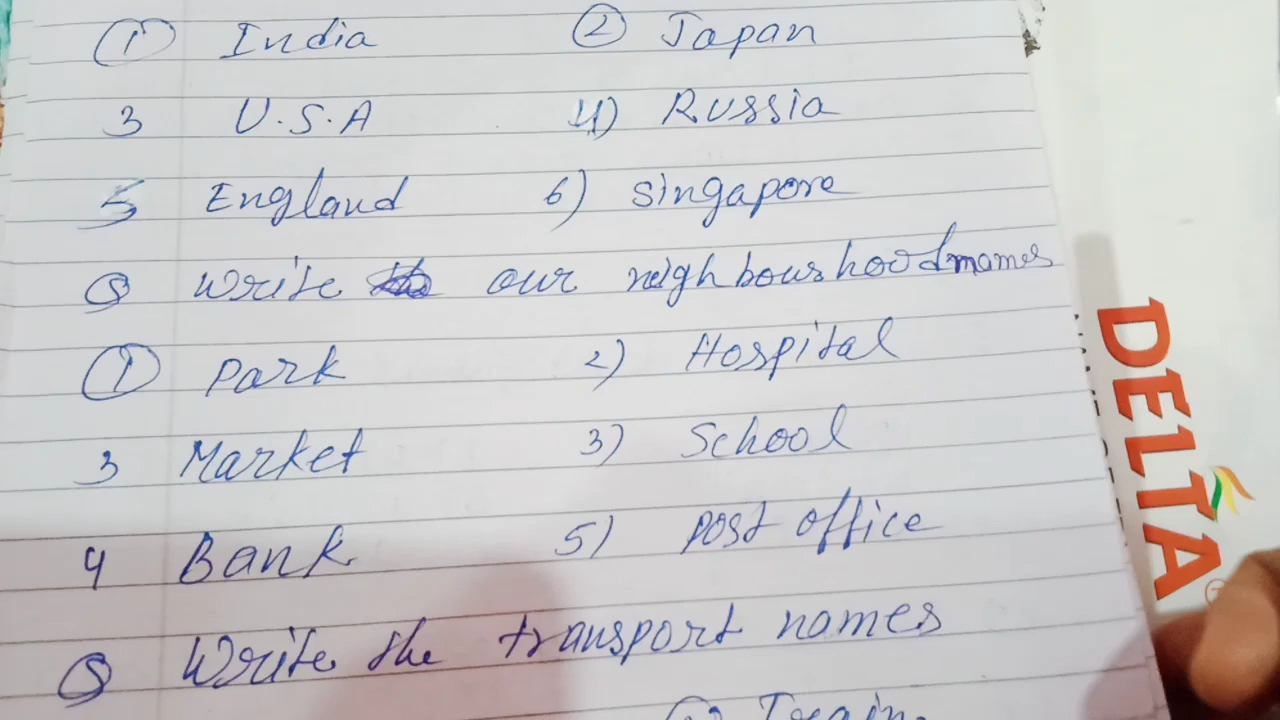 ① India ② Japan
3 U.S.A 4) Russia
5 England 6) Singapore
Q Write our neighbourhood names
① Park 2) Hospital
3 Market 3) School
4 Bank 5) post office
Q Write the transport names
Train
DELTA